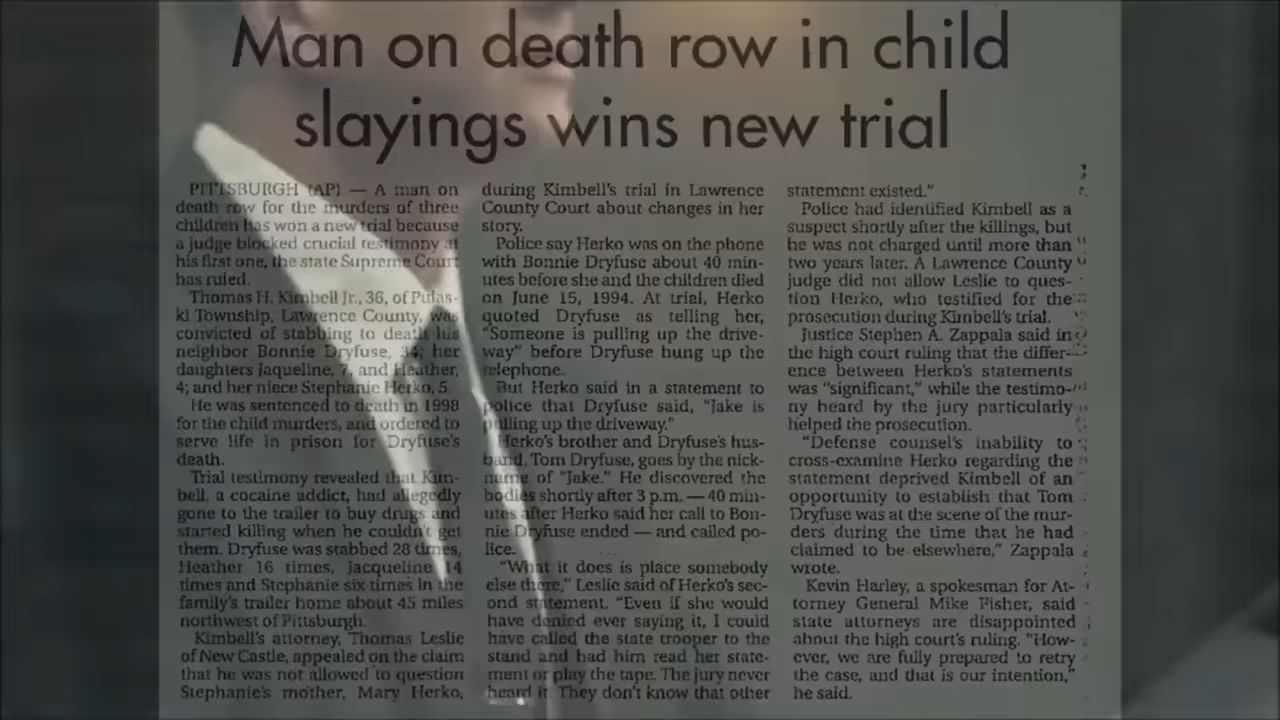 Man on death row in child
slayings wins new trial
PITTSBURGH (AP) — A man on
death row for the murders of three
children has won a new trial because
a judge blocked crucial testimony at
his first one, the state Supreme Court
has ruled.
Thomas H. Kimbell Jr., 36, of Pulas-
ki Township, Lawrence County, was
convicted of stabbing to death his
neighbor Bonnie Dryfuse, 34; her
daughters Jaqueline, 7, and Heather,
4; and her niece Stephanie Herko, 5.
He was sentenced to death in 1998
for the child murders, and ordered to
serve life in prison for Dryfuse's
death.
Trial testimony revealed that Kim-
bell, a cocaine addict, had allegedly
gone to the trailer to buy drugs and
started killing when he couldn't get
them. Dryfuse was stabbed 28 times,
Heather 16 times, Jacqueline 14
times and Stephanie six times in the
family's trailer home about 45 miles
northwest of Pittsburgh.
Kimbell's attorney, Thomas Leslie
of New Castle, appealed on the claim
that he was not allowed to question
Stephanie's mother, Mary Herko,
during Kimbell's trial in Lawrence
County Court about changes in her
story.
Police say Herko was on the phone
with Bonnie Dryfuse about 40 min-
utes before she and the children died
on June 15, 1994. At trial, Herko
quoted Dryfuse as telling her,
"Someone is pulling up the drive-
way" before Dryfuse hung up the
telephone.
But Herko said in a statement to
police that Dryfuse said, "Jake is
pulling up the driveway."
Herko's brother and Dryfuse's hus-
band, Tom Dryfuse, goes by the nick-
name of "Jake." He discovered the
bodies shortly after 3 p.m. — 40 min-
utes after Herko said her call to Bon-
nie Dryfuse ended — and called po-
lice.
"What it does is place somebody
else there," Leslie said of Herko's sec-
ond statement. "Even if she would
have denied ever saying it, I could
have called the state trooper to the
stand and had him read her state-
ment or play the tape. The jury never
heard it. They don't know that other
statement existed."
Police had identified Kimbell as a
suspect shortly after the killings, but
he was not charged until more than
two years later. A Lawrence County
judge did not allow Leslie to ques-
tion Herko, who testified for the
prosecution during Kimbell's trial.
Justice Stephen A. Zappala said in
the high court ruling that the differ-
ence between Herko's statements
was "significant," while the testimo-
ny heard by the jury particularly
helped the prosecution.
"Defense counsel's inability to
cross-examine Herko regarding the
statement deprived Kimbell of an
opportunity to establish that Tom
Dryfuse was at the scene of the mur-
ders during the time that he had
claimed to be elsewhere," Zappala
wrote.
Kevin Harley, a spokesman for At-
torney General Mike Fisher, said
state attorneys are disappointed
about the high court's ruling. "How-
ever, we are fully prepared to retry
the case, and that is our intention,"
he said.